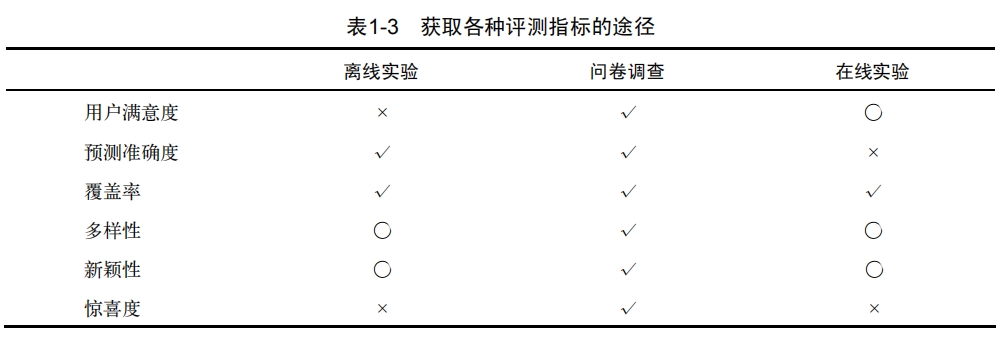 表1-3 获取各种评测指标的途径
离线实验 问卷调查 在线实验
用户满意度 × √ ○
预测准确度 √ √ ×
覆盖率 √ √ √
多样性 ○ √ ○
新颖性 ○ √ ○
惊喜度 × √ ×